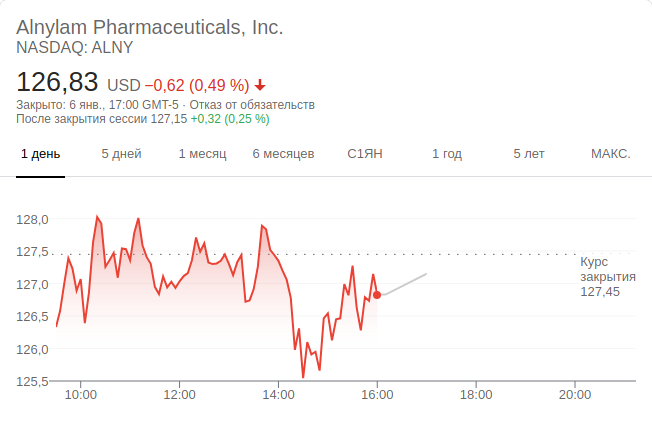 Alnylam Pharmaceuticals, Inc.
NASDAQ: ALNY
126,83 USD −0,62 (0,49 %)
Закрыто: 6 янв., 17:00 GMT-5 · Отказ от обязательств
После закрытия сессии 127,15 +0,32 (0,25 %)
1 день 5 дней 1 месяц 6 месяцев С1ЯН 1 год 5 лет МАКС.
128,0
127,5
Курс
закрытия
127,45
127,0
126,5
126,0
125,5
10:00 12:00 14:00 16:00 18:00 20:00